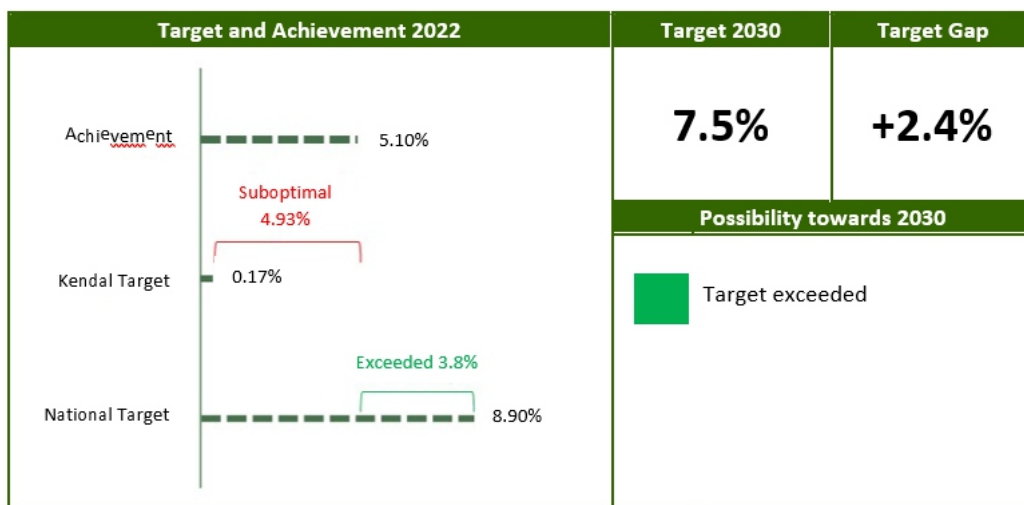 Target and Achievement 2022
Achievement
5.10%
Suboptimal
4.93%
Kendal Target
0.17%
Exceeded 3.8%
National Target
8.90%
Target 2030
7.5%
Target Gap
+2.4%
Possibility towards 2030
Target exceeded